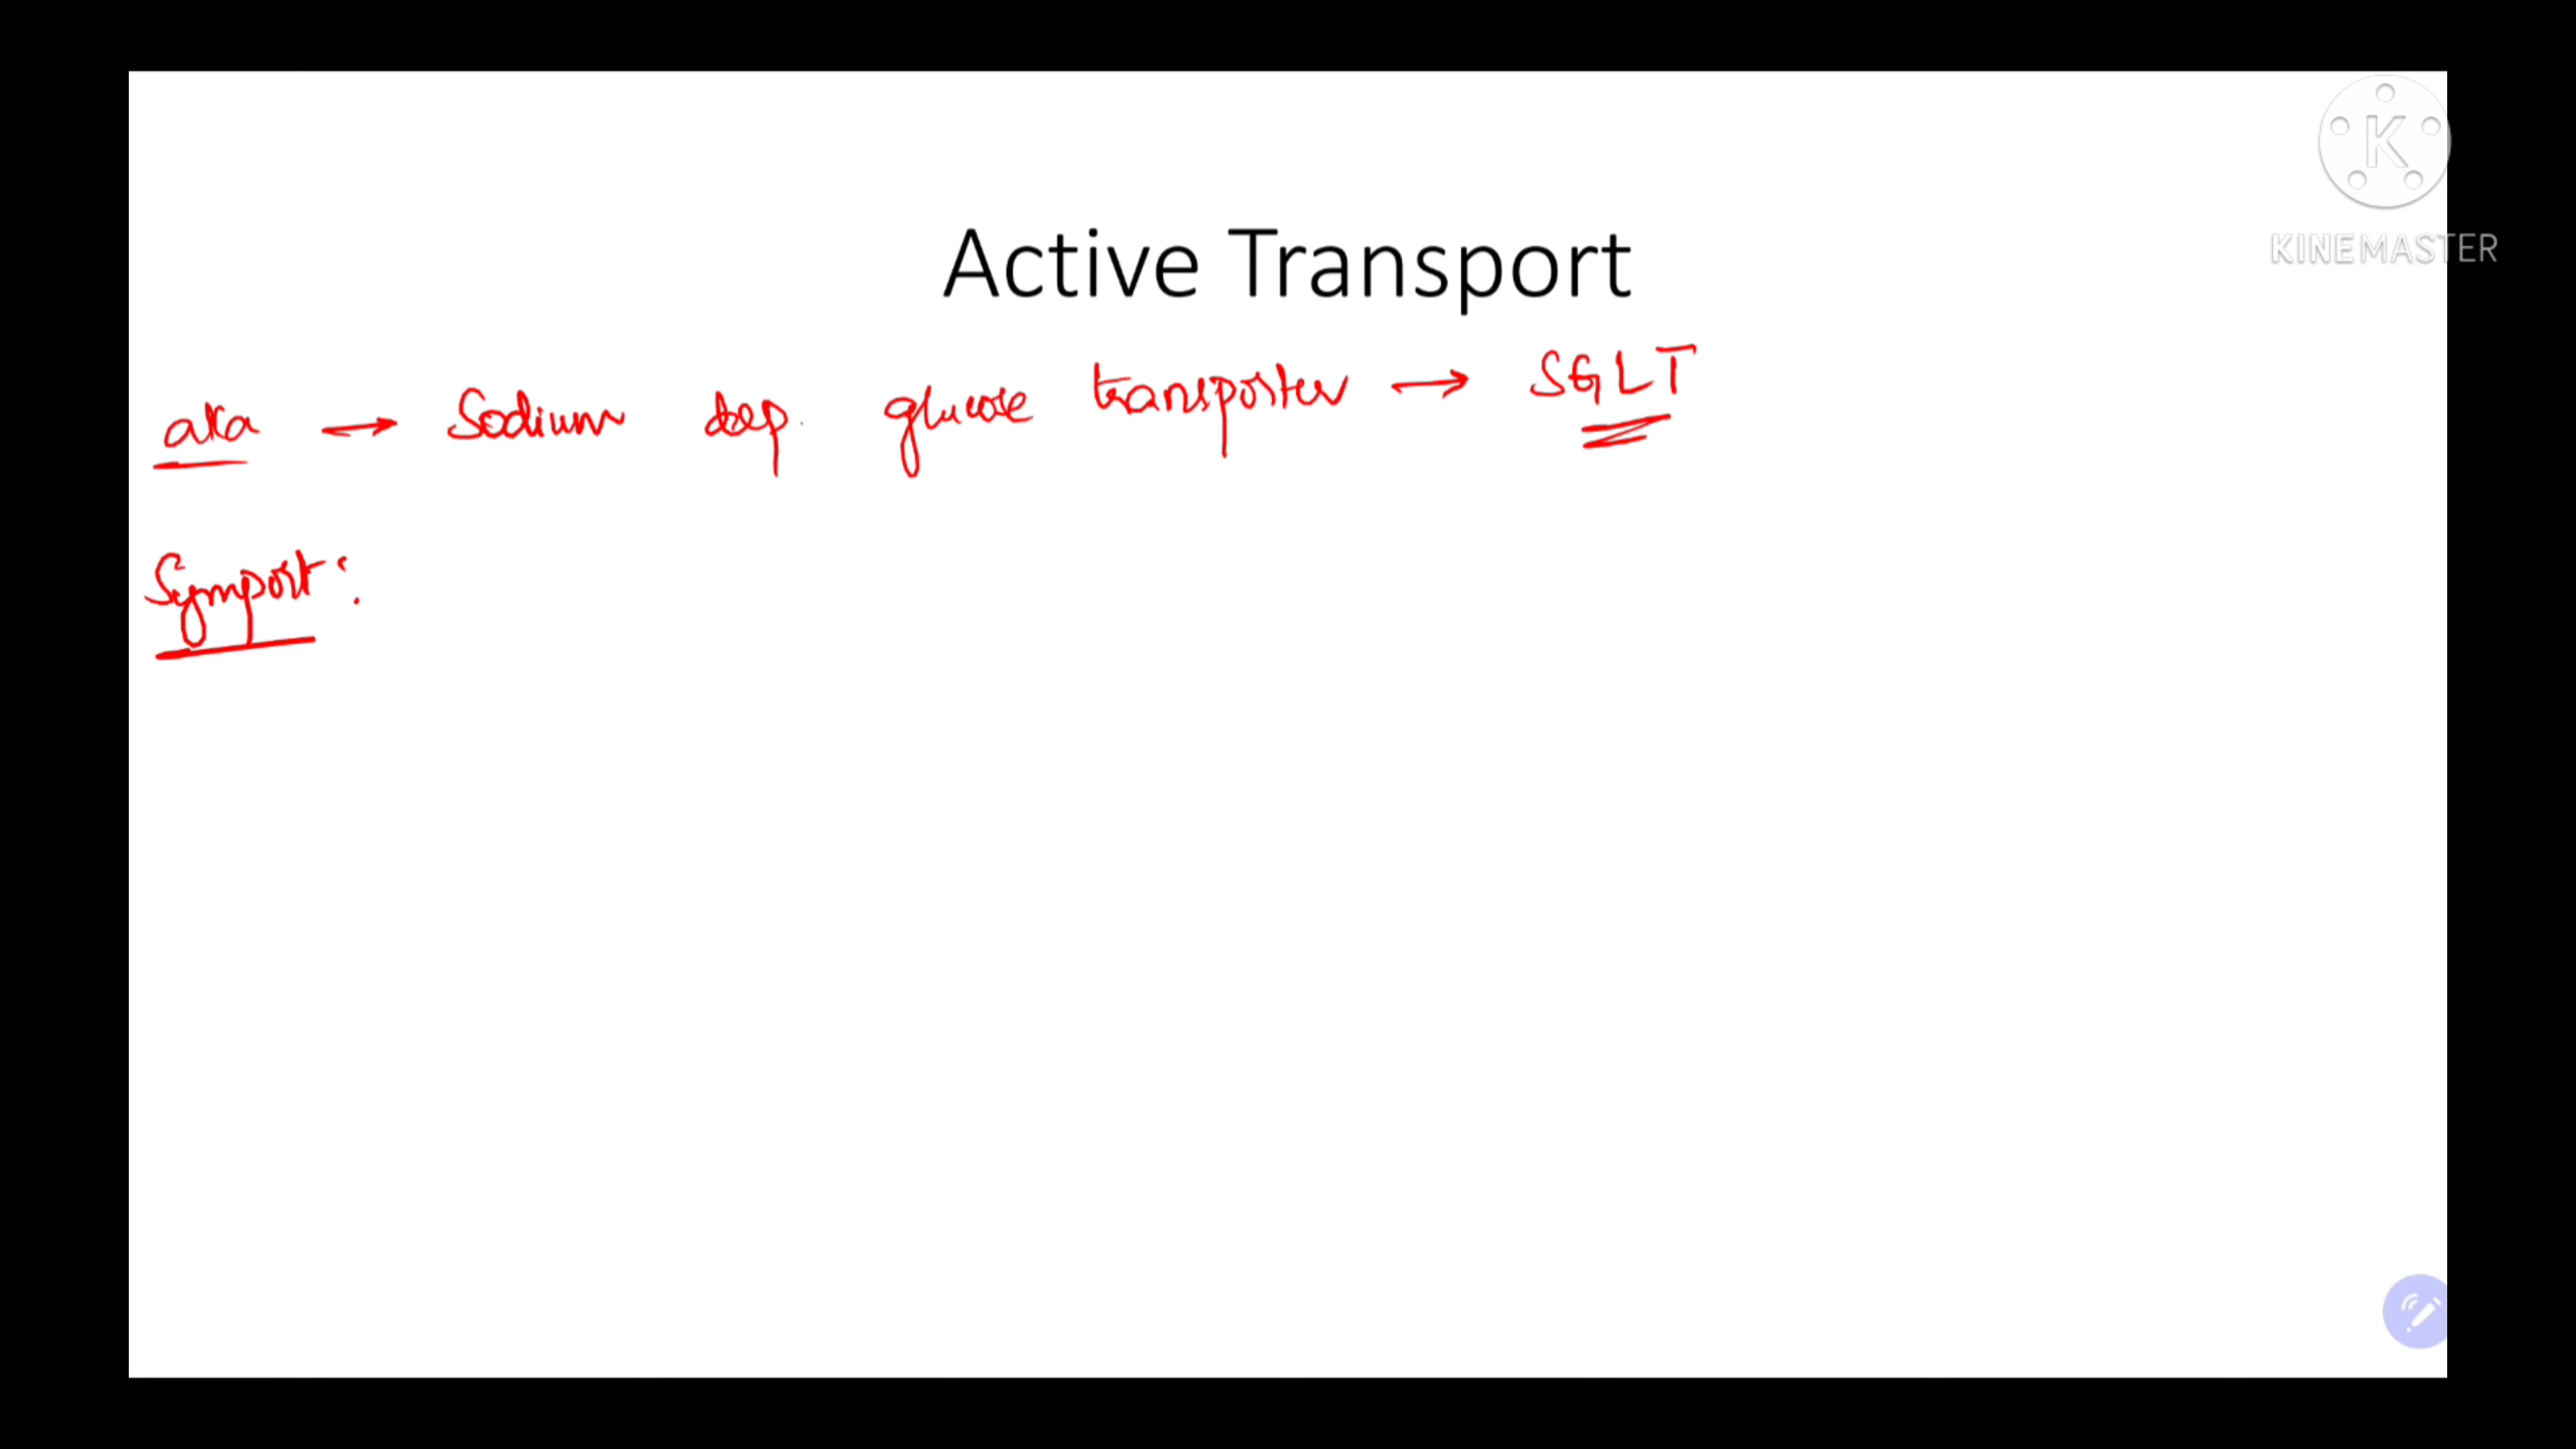 K
KINEMASTER
Active Transport
aka → Sodium dep. glucose transporter → SGLT
Symport: